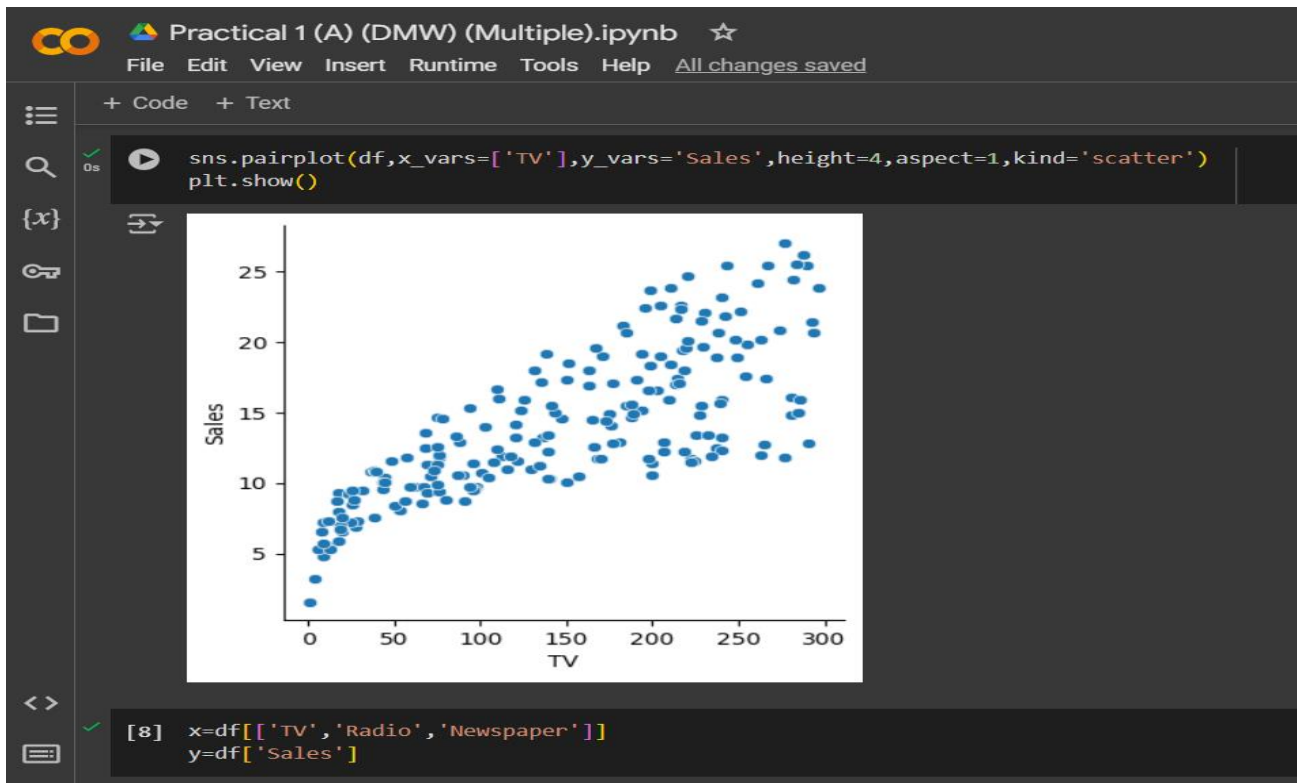 CO
Practical 1 (A) (DMW) (Multiple).ipynb
File Edit View Insert Runtime Tools Help All changes saved
+ Code + Text
0s
sns.pairplot(df,x_vars=['TV'],y_vars='Sales',height=4,aspect=1,kind='scatter')
plt.show()
{x}
25
20
15
10
5
Sales
0 50 100 150 200 250 300
TV
<>
[8] x=df[['TV','Radio','Newspaper']]
y=df['Sales']